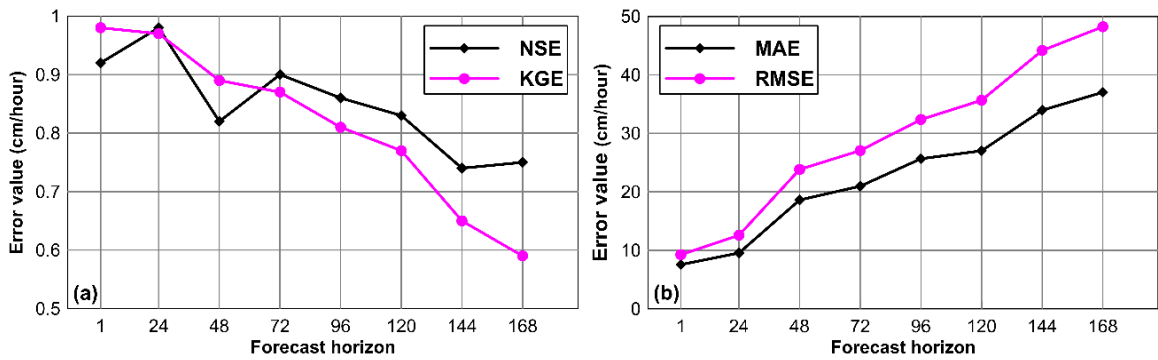 Error value (cm/hour)
1
0.9
0.8
0.7
0.6
0.5
NSE
KGE
(a)
1 24 48 72 96 120 144 168
Forecast horizon
Error value (cm/hour)
50
40
30
20
10
0
MAE
RMSE
(b)
1 24 48 72 96 120 144 168
Forecast horizon